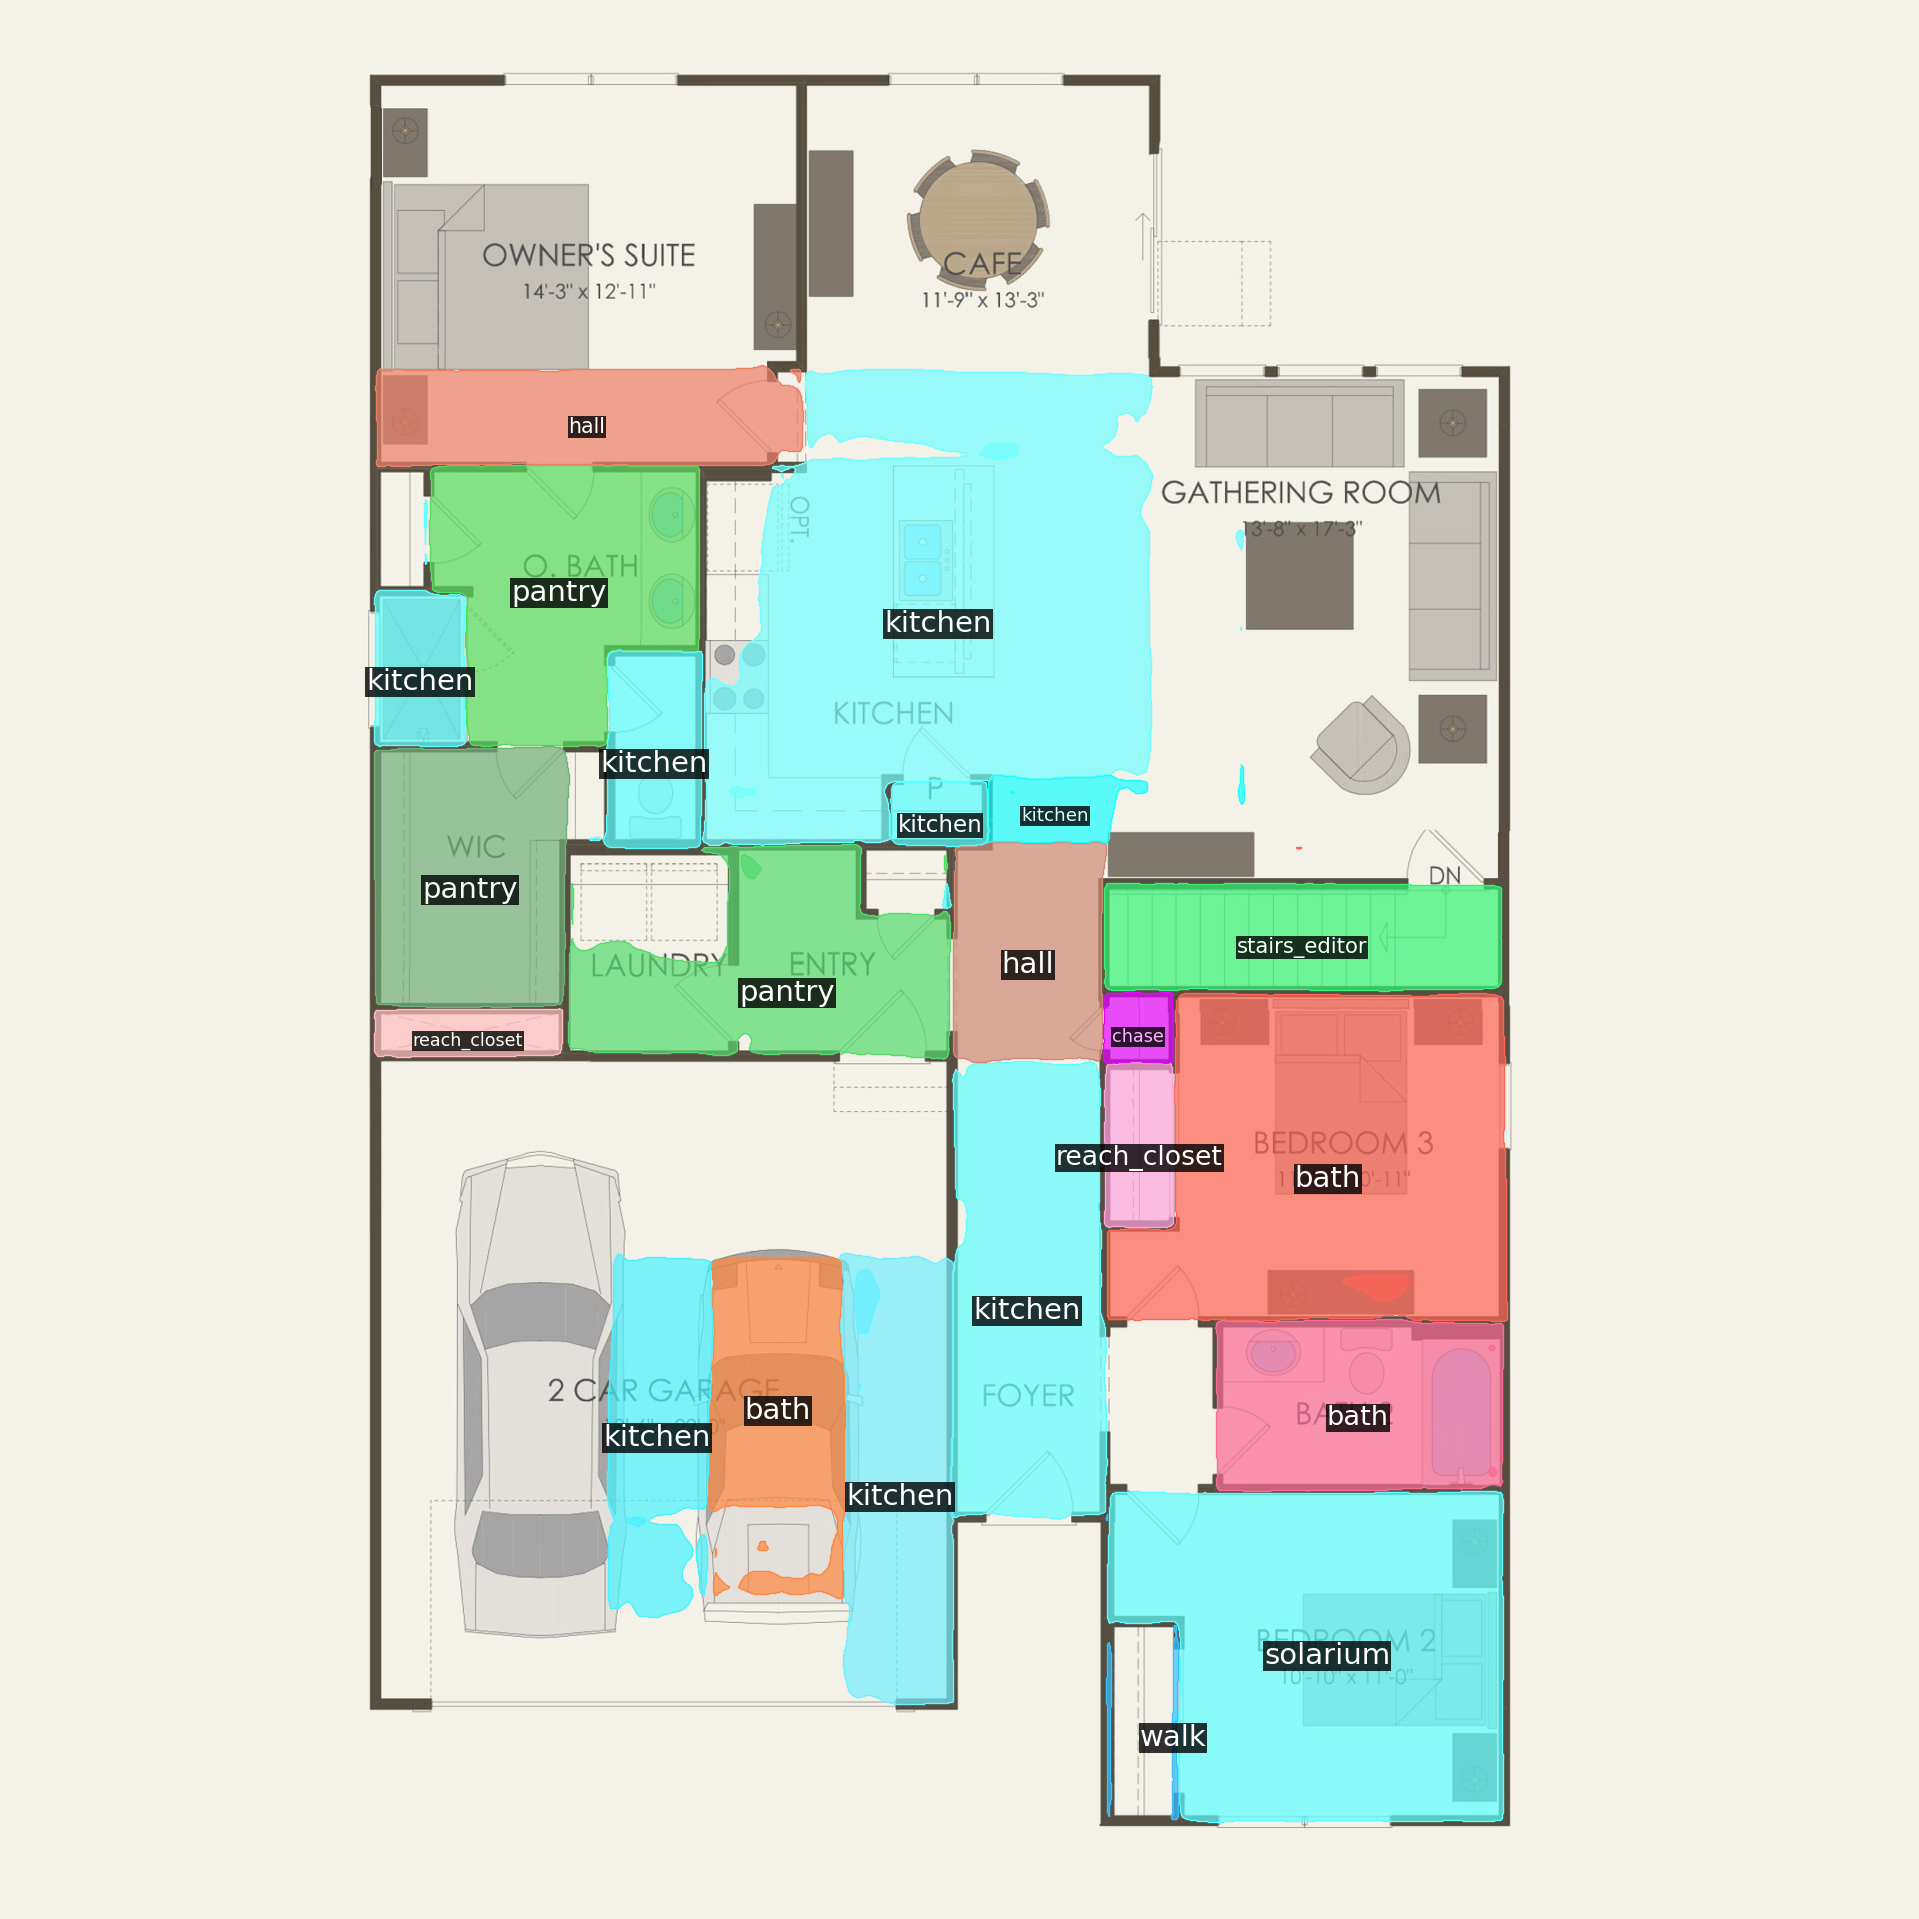 OWNER'S SUITE
14'-3" x 12'-11"
CAFE
11'-9" x 13'-3"
hall
GATHERING ROOM
13'-8" x 17'-3"
OPT.
O. BATH
pantry
kitchen
kitchen
KITCHEN
kitchen
P
kitchen
kitchen
WIC
pantry
DN
stairs_editor
LAUNDRY
ENTRY
hall
pantry
reach_closet
chase
BEDROOM 3
reach_closet
bath
kitchen
2 CAR GARAGE
bath
FOYER
BATH 2
bath
kitchen
kitchen
BEDROOM 2
solarium
10'-10" x 11'-0"
walk